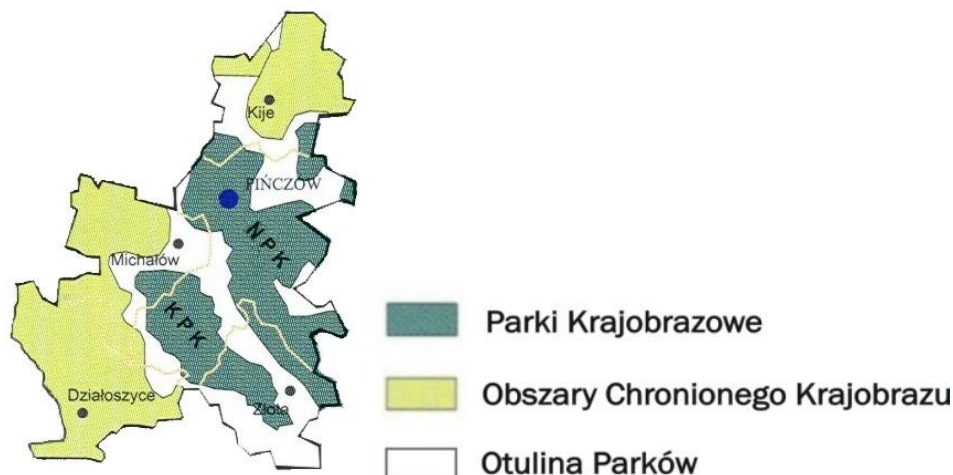 Kije
PIŃCZÓW
NPK
Michałów
KPK
Działoszyce
Złota
Parki Krajobrazowe
Obszary Chronionego Krajobrazu
Otulina Parków